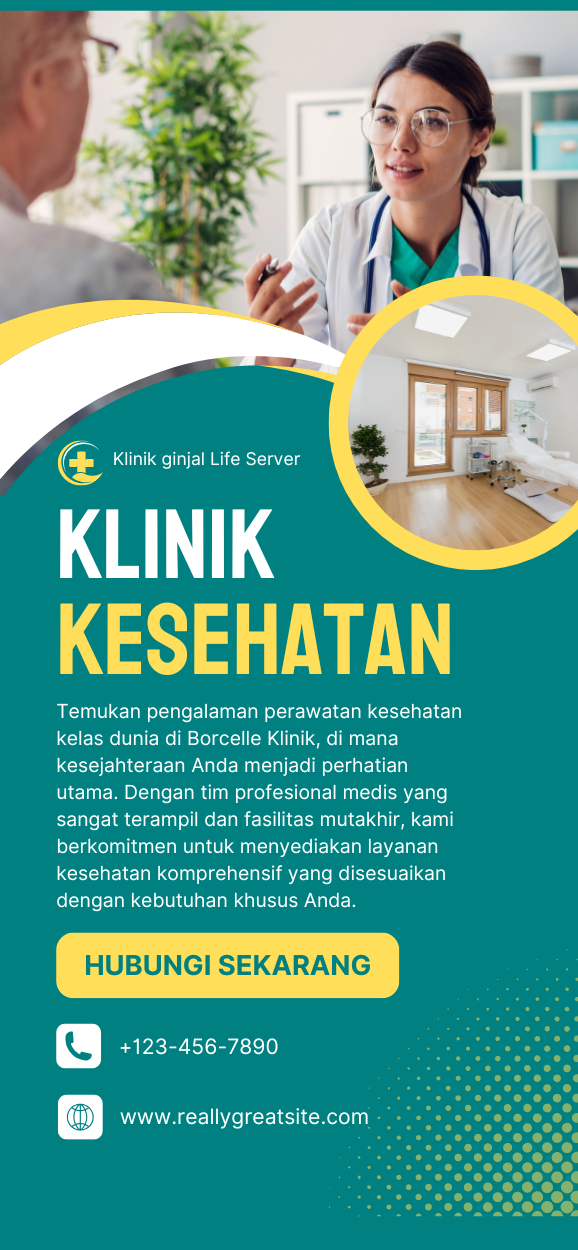 Klinik ginjal Life Server
KLINIK
KESEHATAN
Temukan pengalaman perawatan kesehatan
kelas dunia di Borcelle Klinik, di mana
kesejahteraan Anda menjadi perhatian
utama. Dengan tim profesional medis yang
sangat terampil dan fasilitas mutakhir, kami
berkomitmen untuk menyediakan layanan
kesehatan komprehensif yang disesuaikan
dengan kebutuhan khusus Anda.
HUBUNGI SEKARANG
+123-456-7890
www.reallygreatsite.com